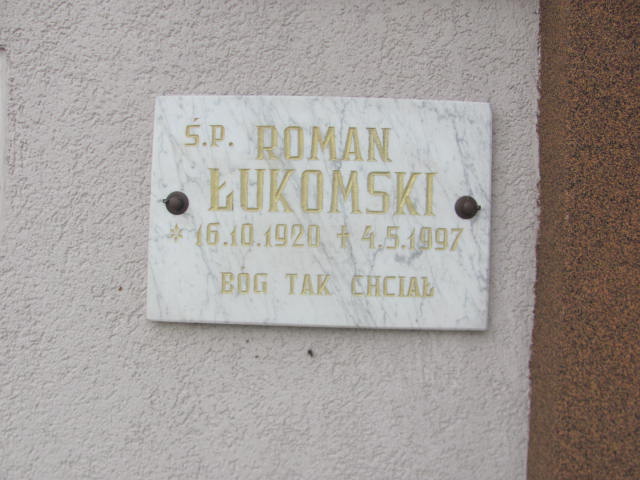 Ś.P. ROMAN
ŁUKOMSKI
* 16.10.1920 † 4.5.1997
BÓG TAK CHCIAŁ